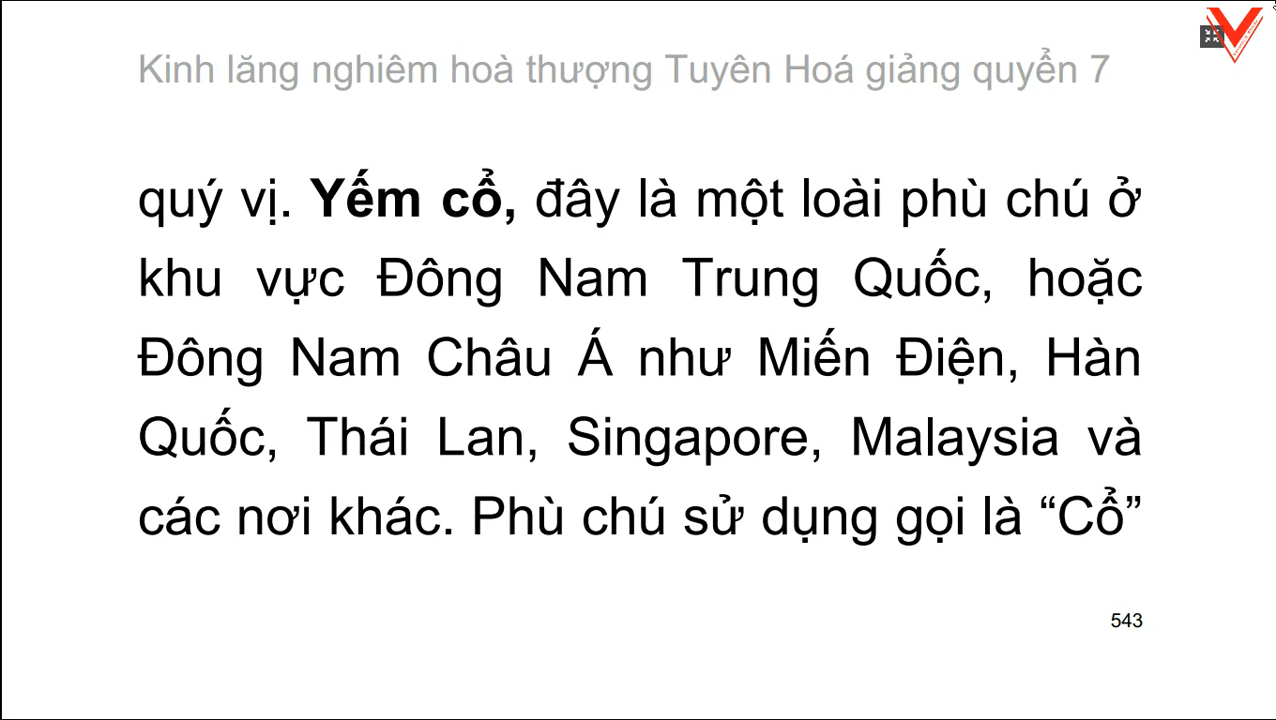 Kinh lăng nghiêm hoà thượng Tuyên Hoá giảng quyển 7
quý vị. Yếm cổ, đây là một loài phù chú ở
khu vực Đông Nam Trung Quốc, hoặc
Đông Nam Châu Á như Miến Điện, Hàn
Quốc, Thái Lan, Singapore, Malaysia và
các nơi khác. Phù chú sử dụng gọi là “Cổ”
543